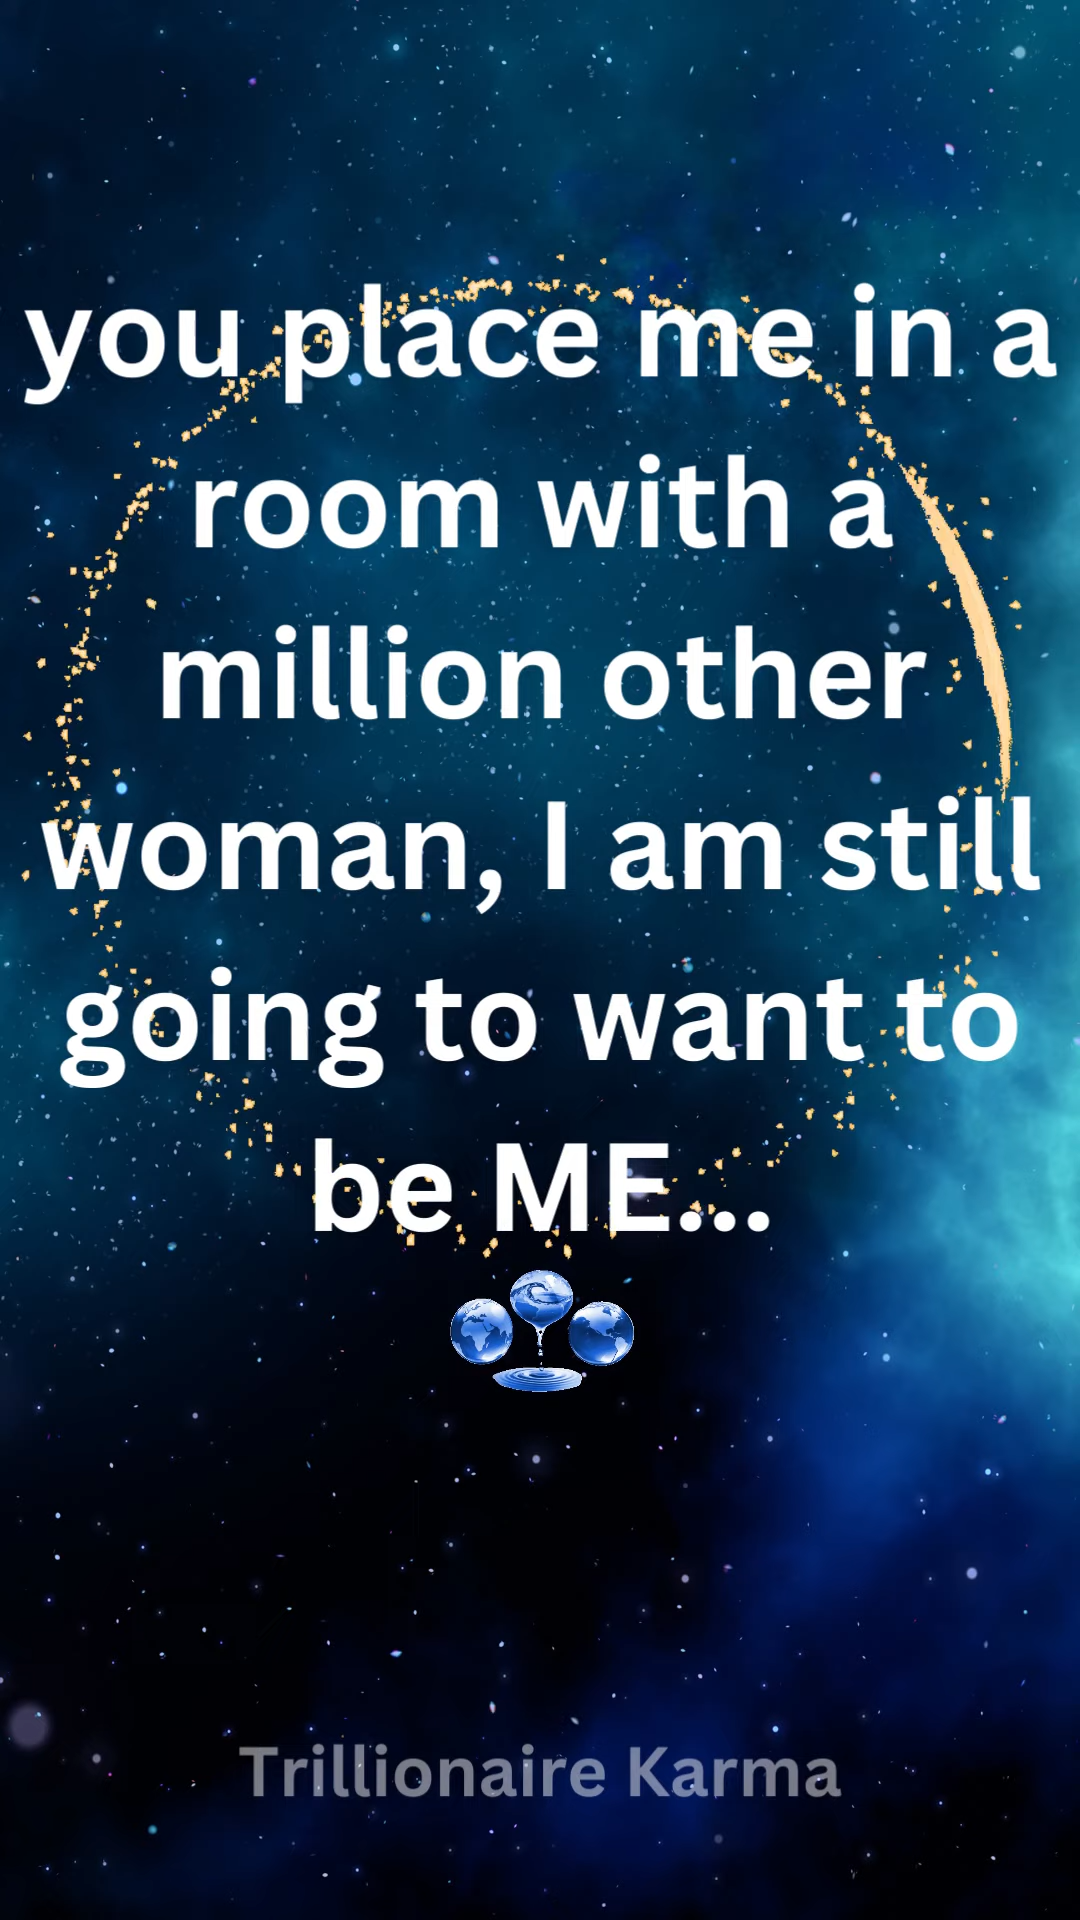 you place me in a
room with a
million other
woman, I am still
going to want to
be ME...
Trillionaire Karma